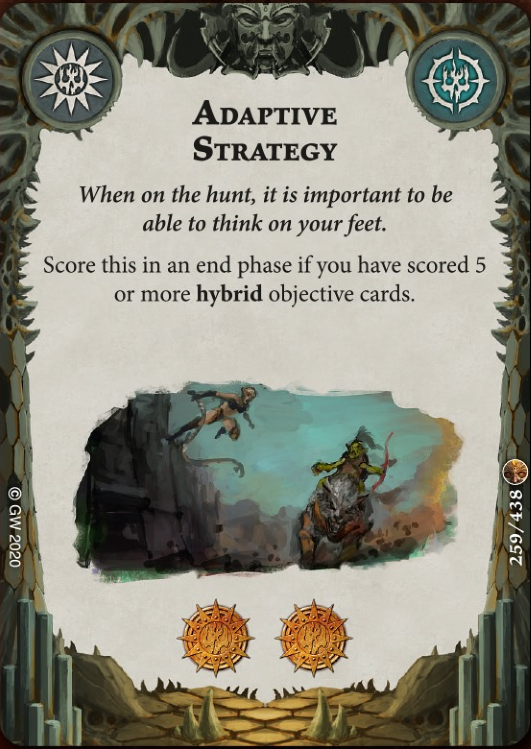 Adaptive
Strategy
When on the hunt, it is important to be
able to think on your feet.
Score this in an end phase if you have scored 5
or more hybrid objective cards.
© GW 2020
259/438